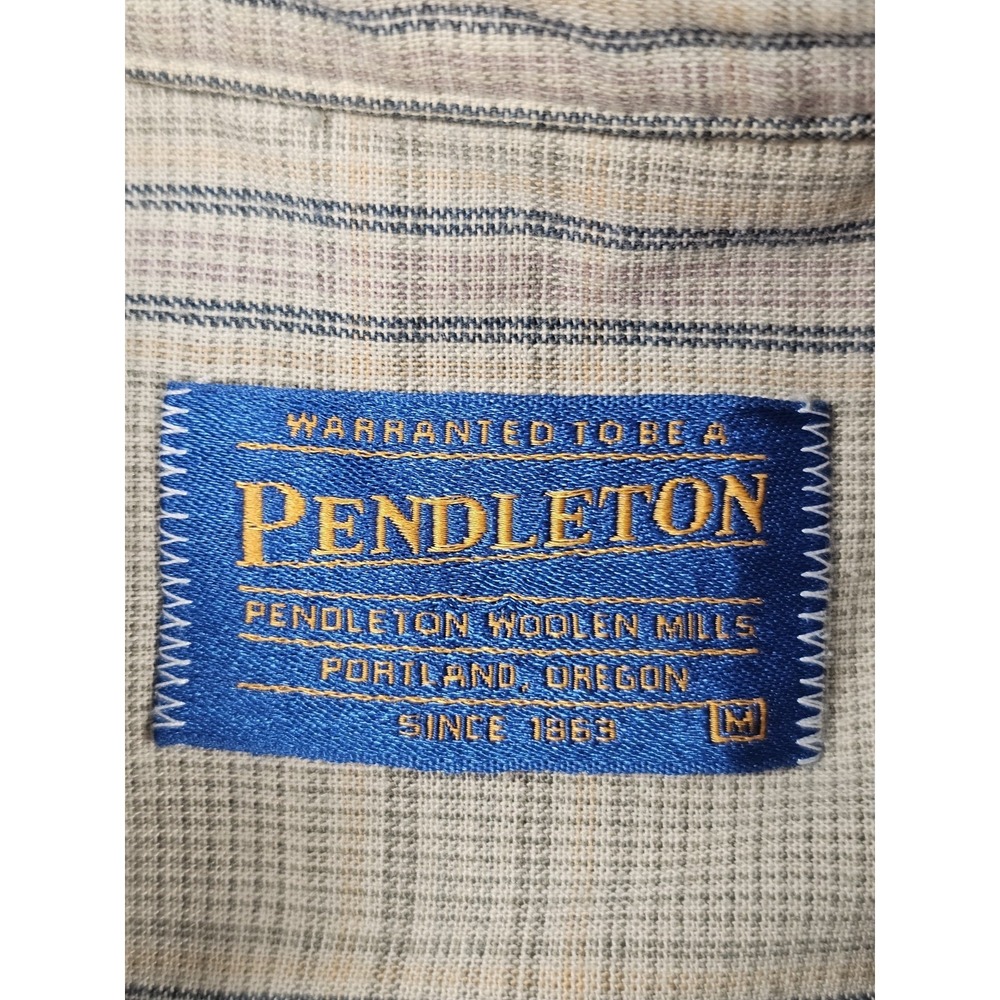 WARRANTED TO BE A
PENDLETON
PENDLETON WOOLEN MILLS
PORTLAND, OREGON
SINCE 1863
M